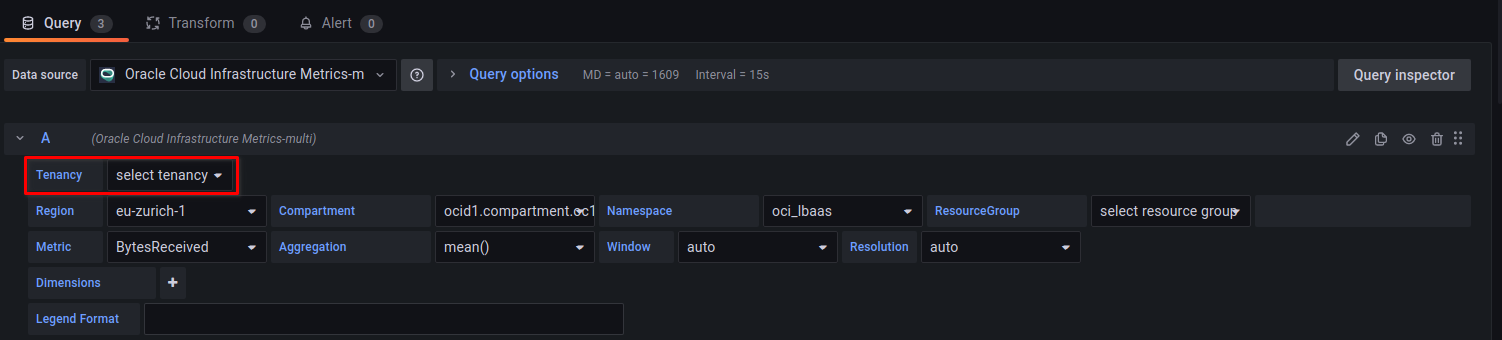 Query 3 Transform 0 Alert 0
Data source Oracle Cloud Infrastructure Metrics-m Query options MD = auto = 1609 Interval = 15s Query inspector
A (Oracle Cloud Infrastructure Metrics-multi)
Tenancy select tenancy
Region eu-zurich-1 Compartment ocid1.compartment.oc1 Namespace oci_lbaas ResourceGroup select resource group
Metric BytesReceived Aggregation mean() Window auto Resolution auto
Dimensions +
Legend Format